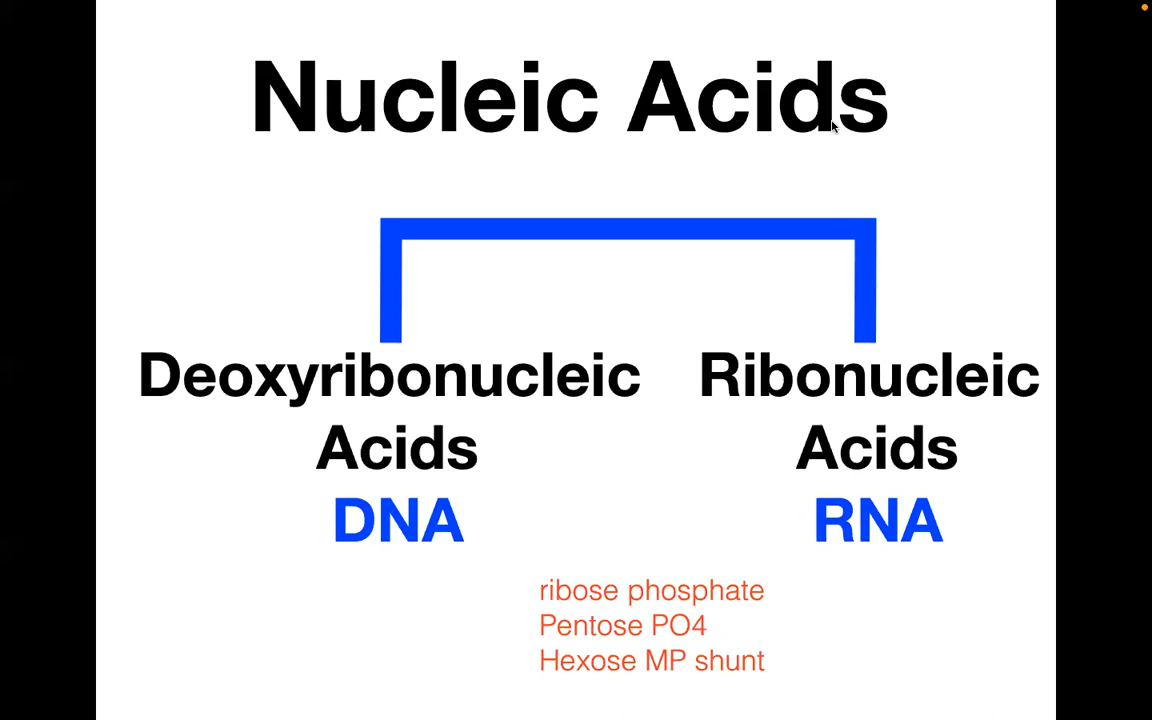 Nucleic Acids
Deoxyribonucleic
Acids
DNA
Ribonucleic
Acids
RNA
ribose phosphate
Pentose PO4
Hexose MP shunt